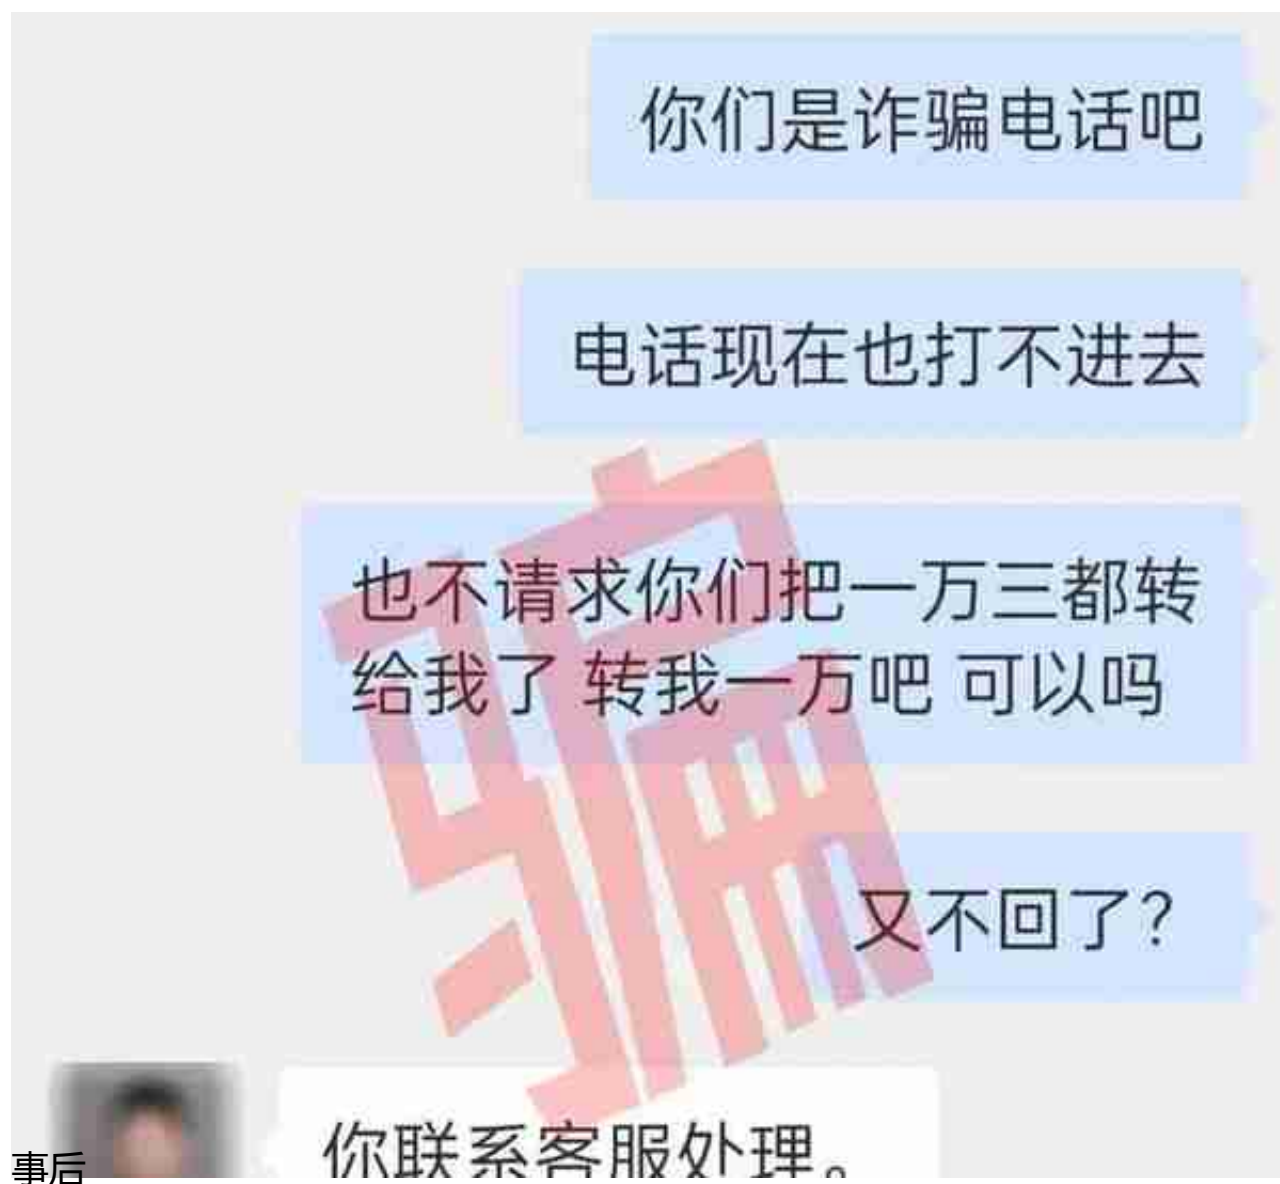 你们是诈骗电话吧
电话现在也打不进去
也不请求你们把一万三都转
给我了 转我一万吧 可以吗
又不回了?
骗
你联系客服处理。
事后